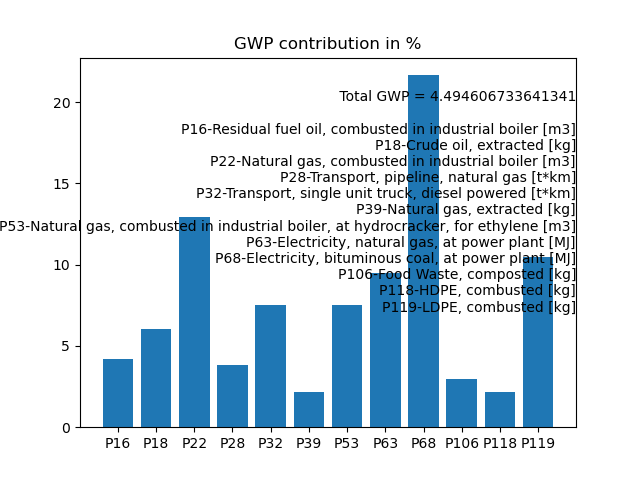 GWP contribution in %
Total GWP = 4.494606733641341
P16-Residual fuel oil, combusted in industrial boiler [m3]
P18-Crude oil, extracted [kg]
P22-Natural gas, combusted in industrial boiler [m3]
P28-Transport, pipeline, natural gas [t*km]
P32-Transport, single unit truck, diesel powered [t*km]
P39-Natural gas, extracted [kg]
P53-Natural gas, combusted in industrial boiler, at hydrocracker, for ethylene [m3]
P63-Electricity, natural gas, at power plant [MJ]
P68-Electricity, bituminous coal, at power plant [MJ]
P106-Food Waste, composted [kg]
P118-HDPE, combusted [kg]
P119-LDPE, combusted [kg]
20
15
10
5
0
P16 P18 P22 P28 P32 P39 P53 P63 P68 P106 P118 P119